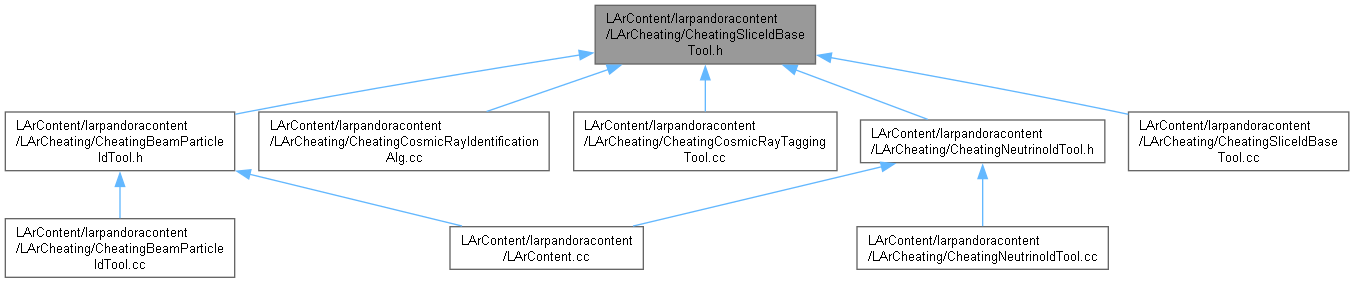 LArContent/larpandoracontent
/LArCheating/CheatingSliceIdBase
Tool.h
LArContent/larpandoracontent
/LArCheating/CheatingBeamParticle
IdTool.h
LArContent/larpandoracontent
/LArCheating/CheatingCosmicRayIdentification
Alg.cc
LArContent/larpandoracontent
/LArCheating/CheatingCosmicRayTagging
Tool.cc
LArContent/larpandoracontent
/LArCheating/CheatingNeutrinoIdTool.h
LArContent/larpandoracontent
/LArCheating/CheatingSliceIdBase
Tool.cc
LArContent/larpandoracontent
/LArCheating/CheatingBeamParticle
IdTool.cc
LArContent/larpandoracontent
/LArContent.cc
LArContent/larpandoracontent
/LArCheating/CheatingNeutrinoIdTool.cc